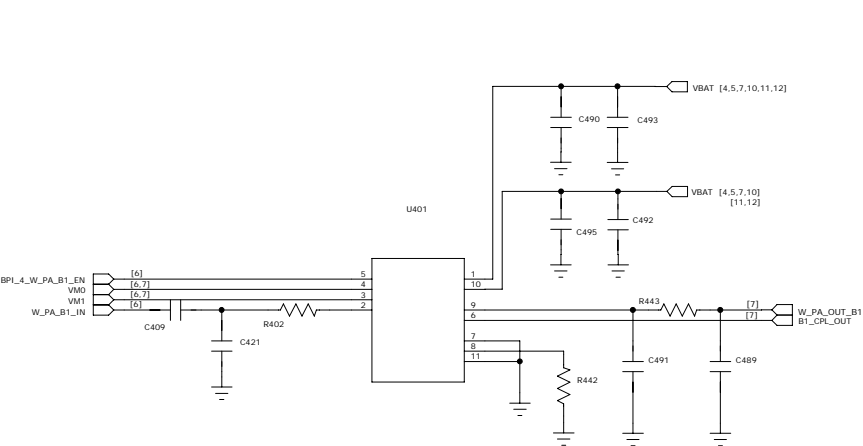 VBAT [4,5,7,10,11,12]
C490
C493
VBAT [4,5,7,10]
[11,12]
U401
C495
C492
BPI_4_W_PA_B1_EN
[6]
5
1
VM0
[6,7]
4
10
VM1
[6,7]
3
W_PA_B1_IN
[6]
2
9
R443
[7]
W_PA_OUT_B1
6
[7]
B1_CPL_OUT
C409
R402
C421
7
8
11
C491
C489
R442